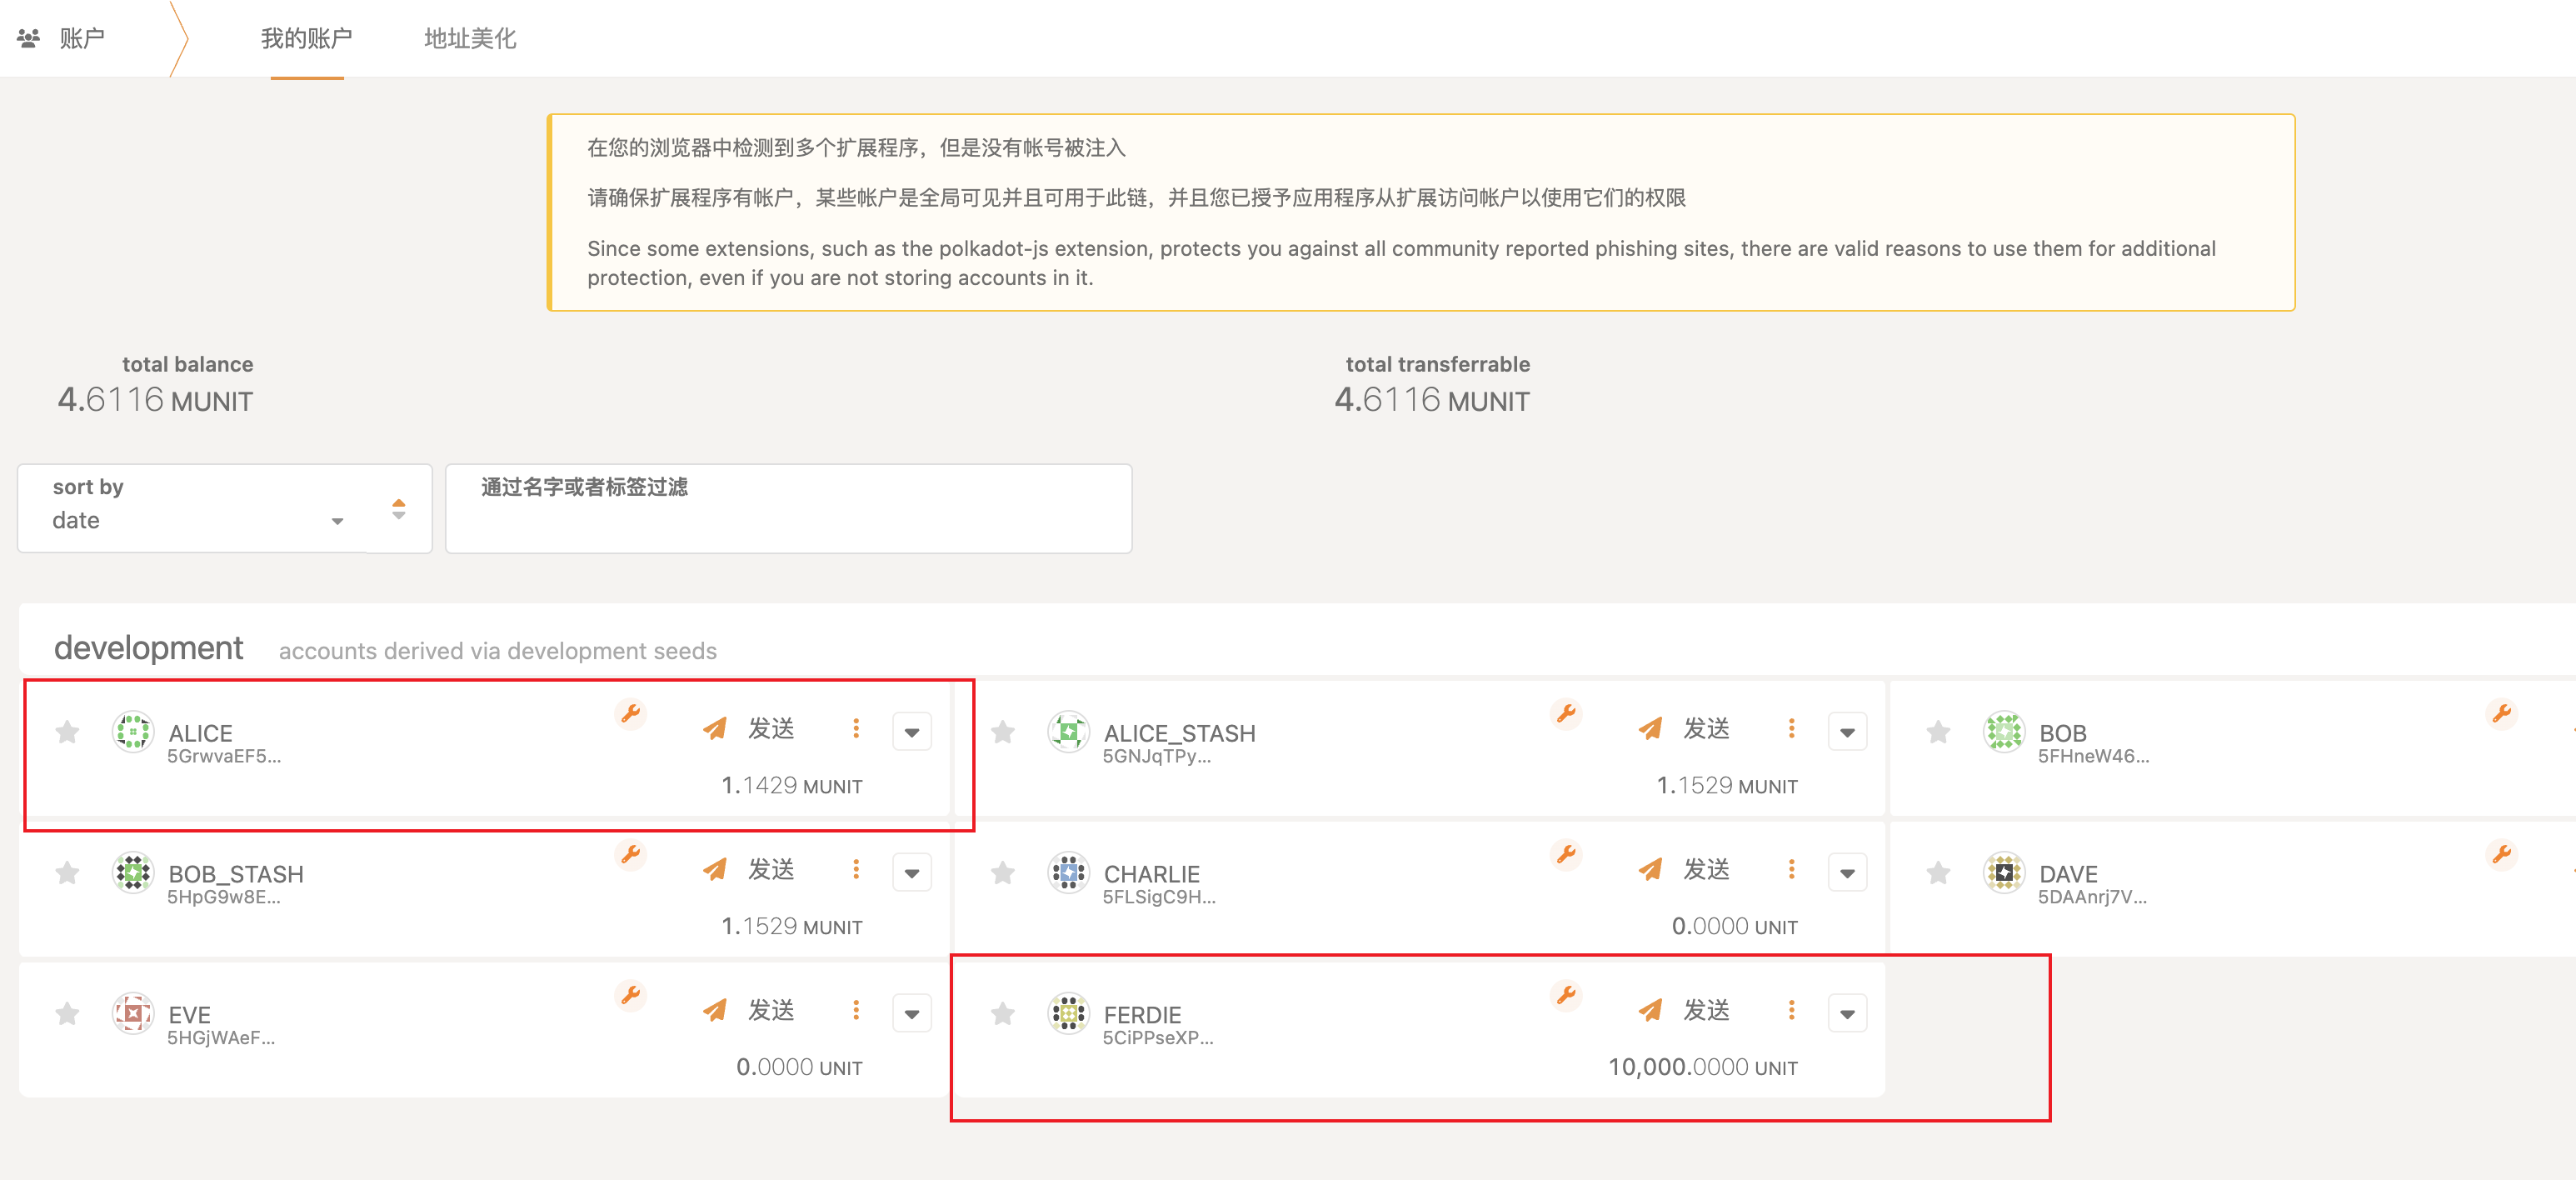 账户
我的账户
地址美化
在您的浏览器中检测到多个扩展程序，但是没有帐号被注入
请确保扩展程序有帐户，某些帐户是全局可见并且可用于此链，并且您已授予应用程序从扩展访问帐户以使用它们的权限
Since some extensions, such as the polkadot-js extension, protects you against all community reported phishing sites, there are valid reasons to use them for additional
protection, even if you are not storing accounts in it.
total balance
4.6116 MUNIT
total transferrable
4.6116 MUNIT
sort by
date
通过名字或者标签过滤
development accounts derived via development seeds
ALICE
5GrwvaEF5...
发送
1.1429 MUNIT
ALICE_STASH
5GNJqTPy...
发送
1.1529 MUNIT
BOB
5FHneW46...
BOB_STASH
5HpG9w8E...
发送
1.1529 MUNIT
CHARLIE
5FLSigC9H...
发送
0.0000 UNIT
DAVE
5DAAnrj7V...
EVE
5HGjWAeF...
发送
0.0000 UNIT
FERDIE
5CiPPseXP...
发送
10,000.0000 UNIT